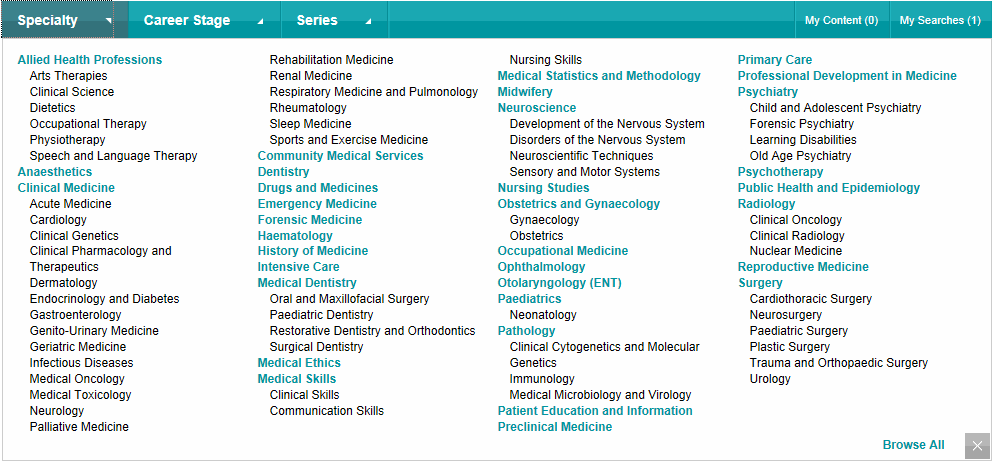 Specialty
Career Stage
Series
My Content (0)
My Searches (1)
Allied Health Professions
Arts Therapies
Clinical Science
Dietetics
Occupational Therapy
Physiotherapy
Speech and Language Therapy
Anaesthetics
Clinical Medicine
Acute Medicine
Cardiology
Clinical Genetics
Clinical Pharmacology and
Therapeutics
Dermatology
Endocrinology and Diabetes
Gastroenterology
Genito-Urinary Medicine
Geriatric Medicine
Infectious Diseases
Medical Oncology
Medical Toxicology
Neurology
Palliative Medicine
Rehabilitation Medicine
Renal Medicine
Respiratory Medicine and Pulmonology
Rheumatology
Sleep Medicine
Sports and Exercise Medicine
Community Medical Services
Dentistry
Drugs and Medicines
Emergency Medicine
Forensic Medicine
Haematology
History of Medicine
Intensive Care
Medical Dentistry
Oral and Maxillofacial Surgery
Paediatric Dentistry
Restorative Dentistry and Orthodontics
Surgical Dentistry
Medical Ethics
Medical Skills
Clinical Skills
Communication Skills
Nursing Skills
Medical Statistics and Methodology
Midwifery
Neuroscience
Development of the Nervous System
Disorders of the Nervous System
Neuroscientific Techniques
Sensory and Motor Systems
Nursing Studies
Obstetrics and Gynaecology
Gynaecology
Obstetrics
Occupational Medicine
Ophthalmology
Otolaryngology (ENT)
Paediatrics
Neonatology
Pathology
Clinical Cytogenetics and Molecular
Genetics
Immunology
Medical Microbiology and Virology
Patient Education and Information
Preclinical Medicine
Primary Care
Professional Development in Medicine
Psychiatry
Child and Adolescent Psychiatry
Forensic Psychiatry
Learning Disabilities
Old Age Psychiatry
Psychotherapy
Public Health and Epidemiology
Radiology
Clinical Oncology
Clinical Radiology
Nuclear Medicine
Reproductive Medicine
Surgery
Cardiothoracic Surgery
Neurosurgery
Paediatric Surgery
Plastic Surgery
Trauma and Orthopaedic Surgery
Urology
Browse All